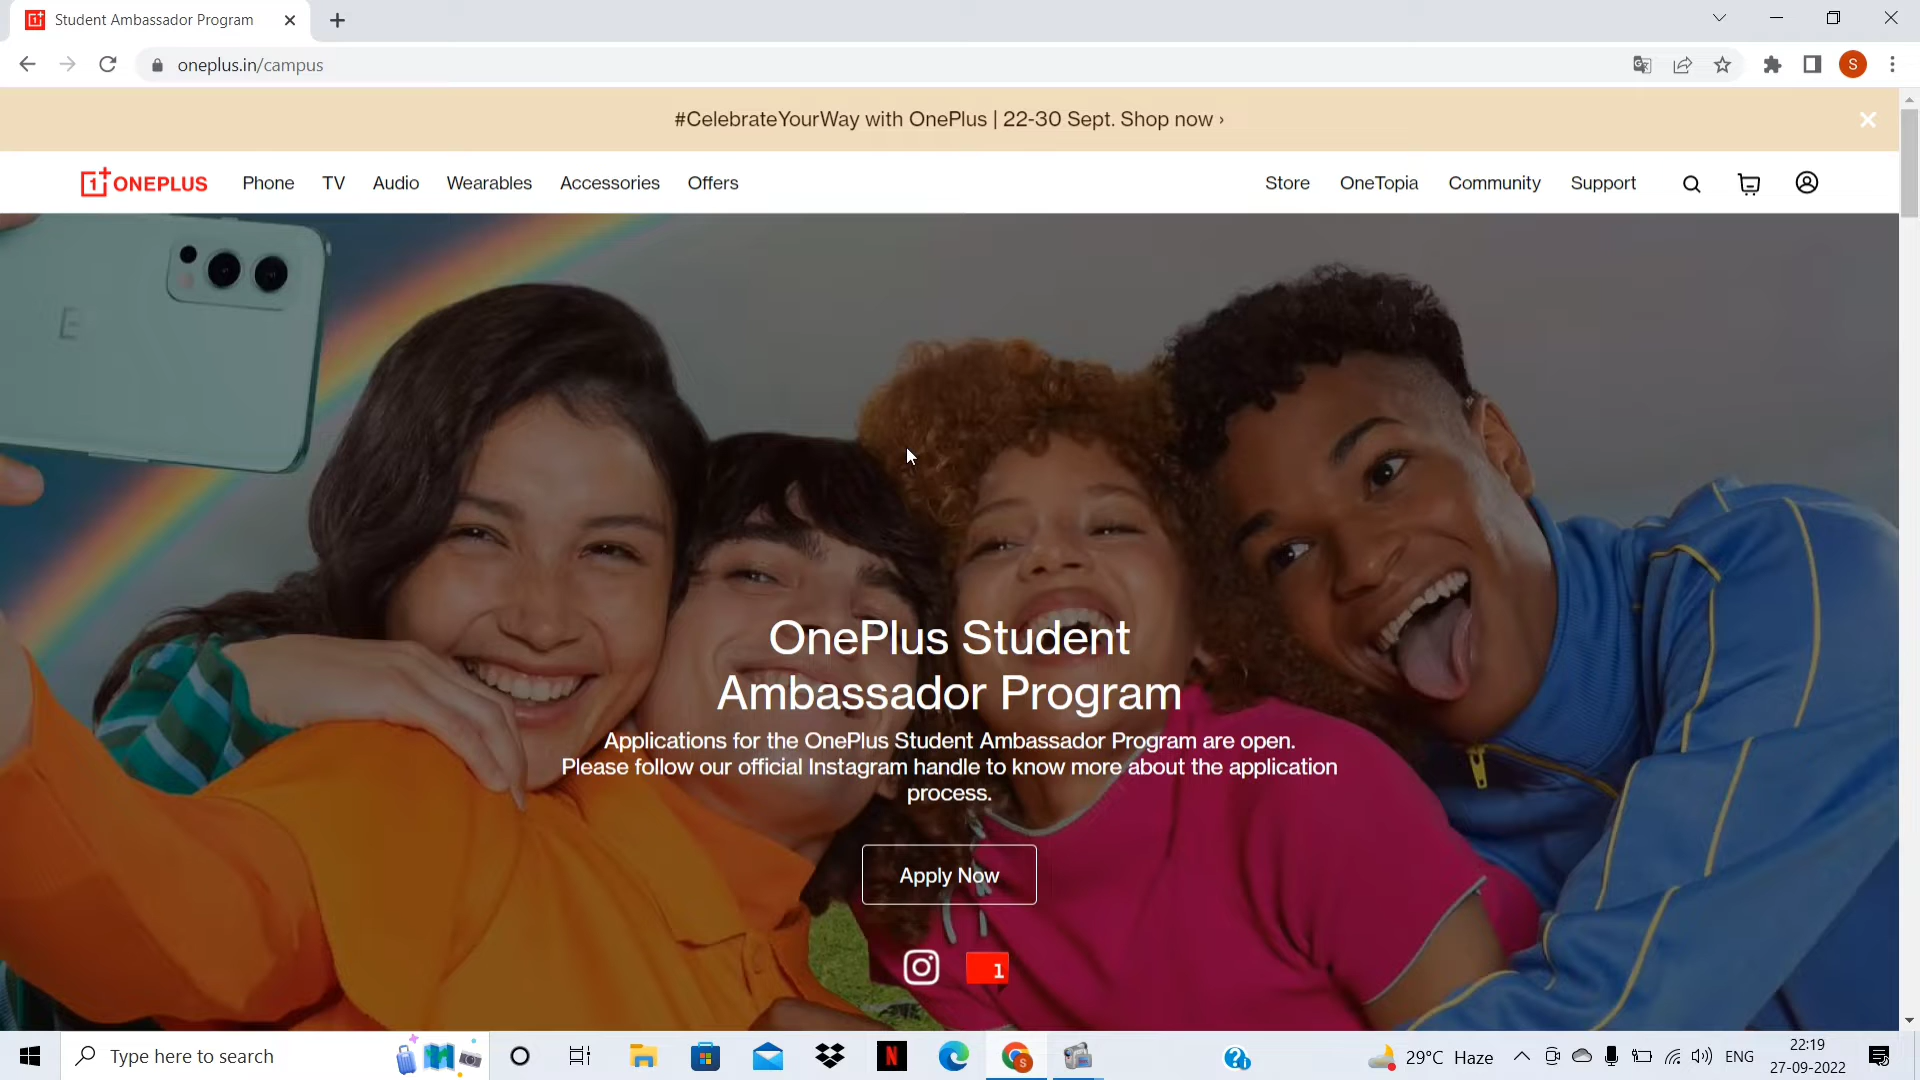 Student Ambassador Program
oneplus.in/campus
S
#CelebrateYourWay with OnePlus | 22-30 Sept. Shop now ›
ONEPLUS Phone TV Audio Wearables Accessories Offers Store OneTopia Community Support
OnePlus Student
Ambassador Program
Applications for the OnePlus Student Ambassador Program are open.
Please follow our official Instagram handle to know more about the application
process.
Apply Now
1
Type here to search
29°C Haze
ENG
22:19
27-09-2022